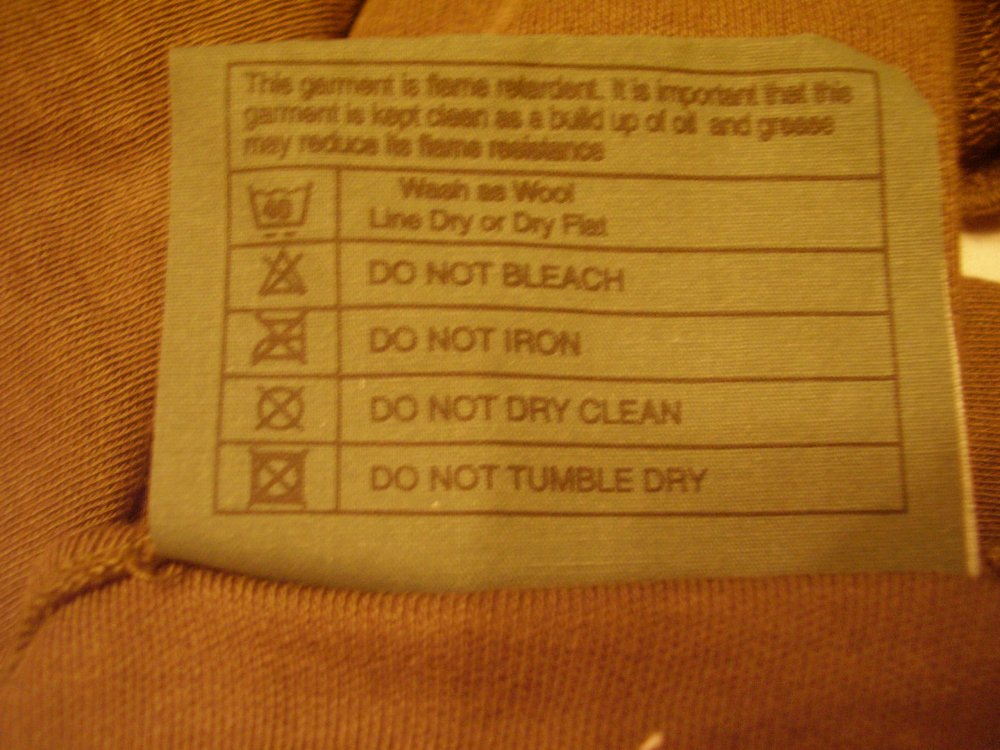 This garment is flame retardent. It is important that this
garment is kept clean as a build up of oil and grease
may reduce its flame resistance
40
Wash as Wool
Line Dry or Dry Flat
DO NOT BLEACH
DO NOT IRON
DO NOT DRY CLEAN
DO NOT TUMBLE DRY